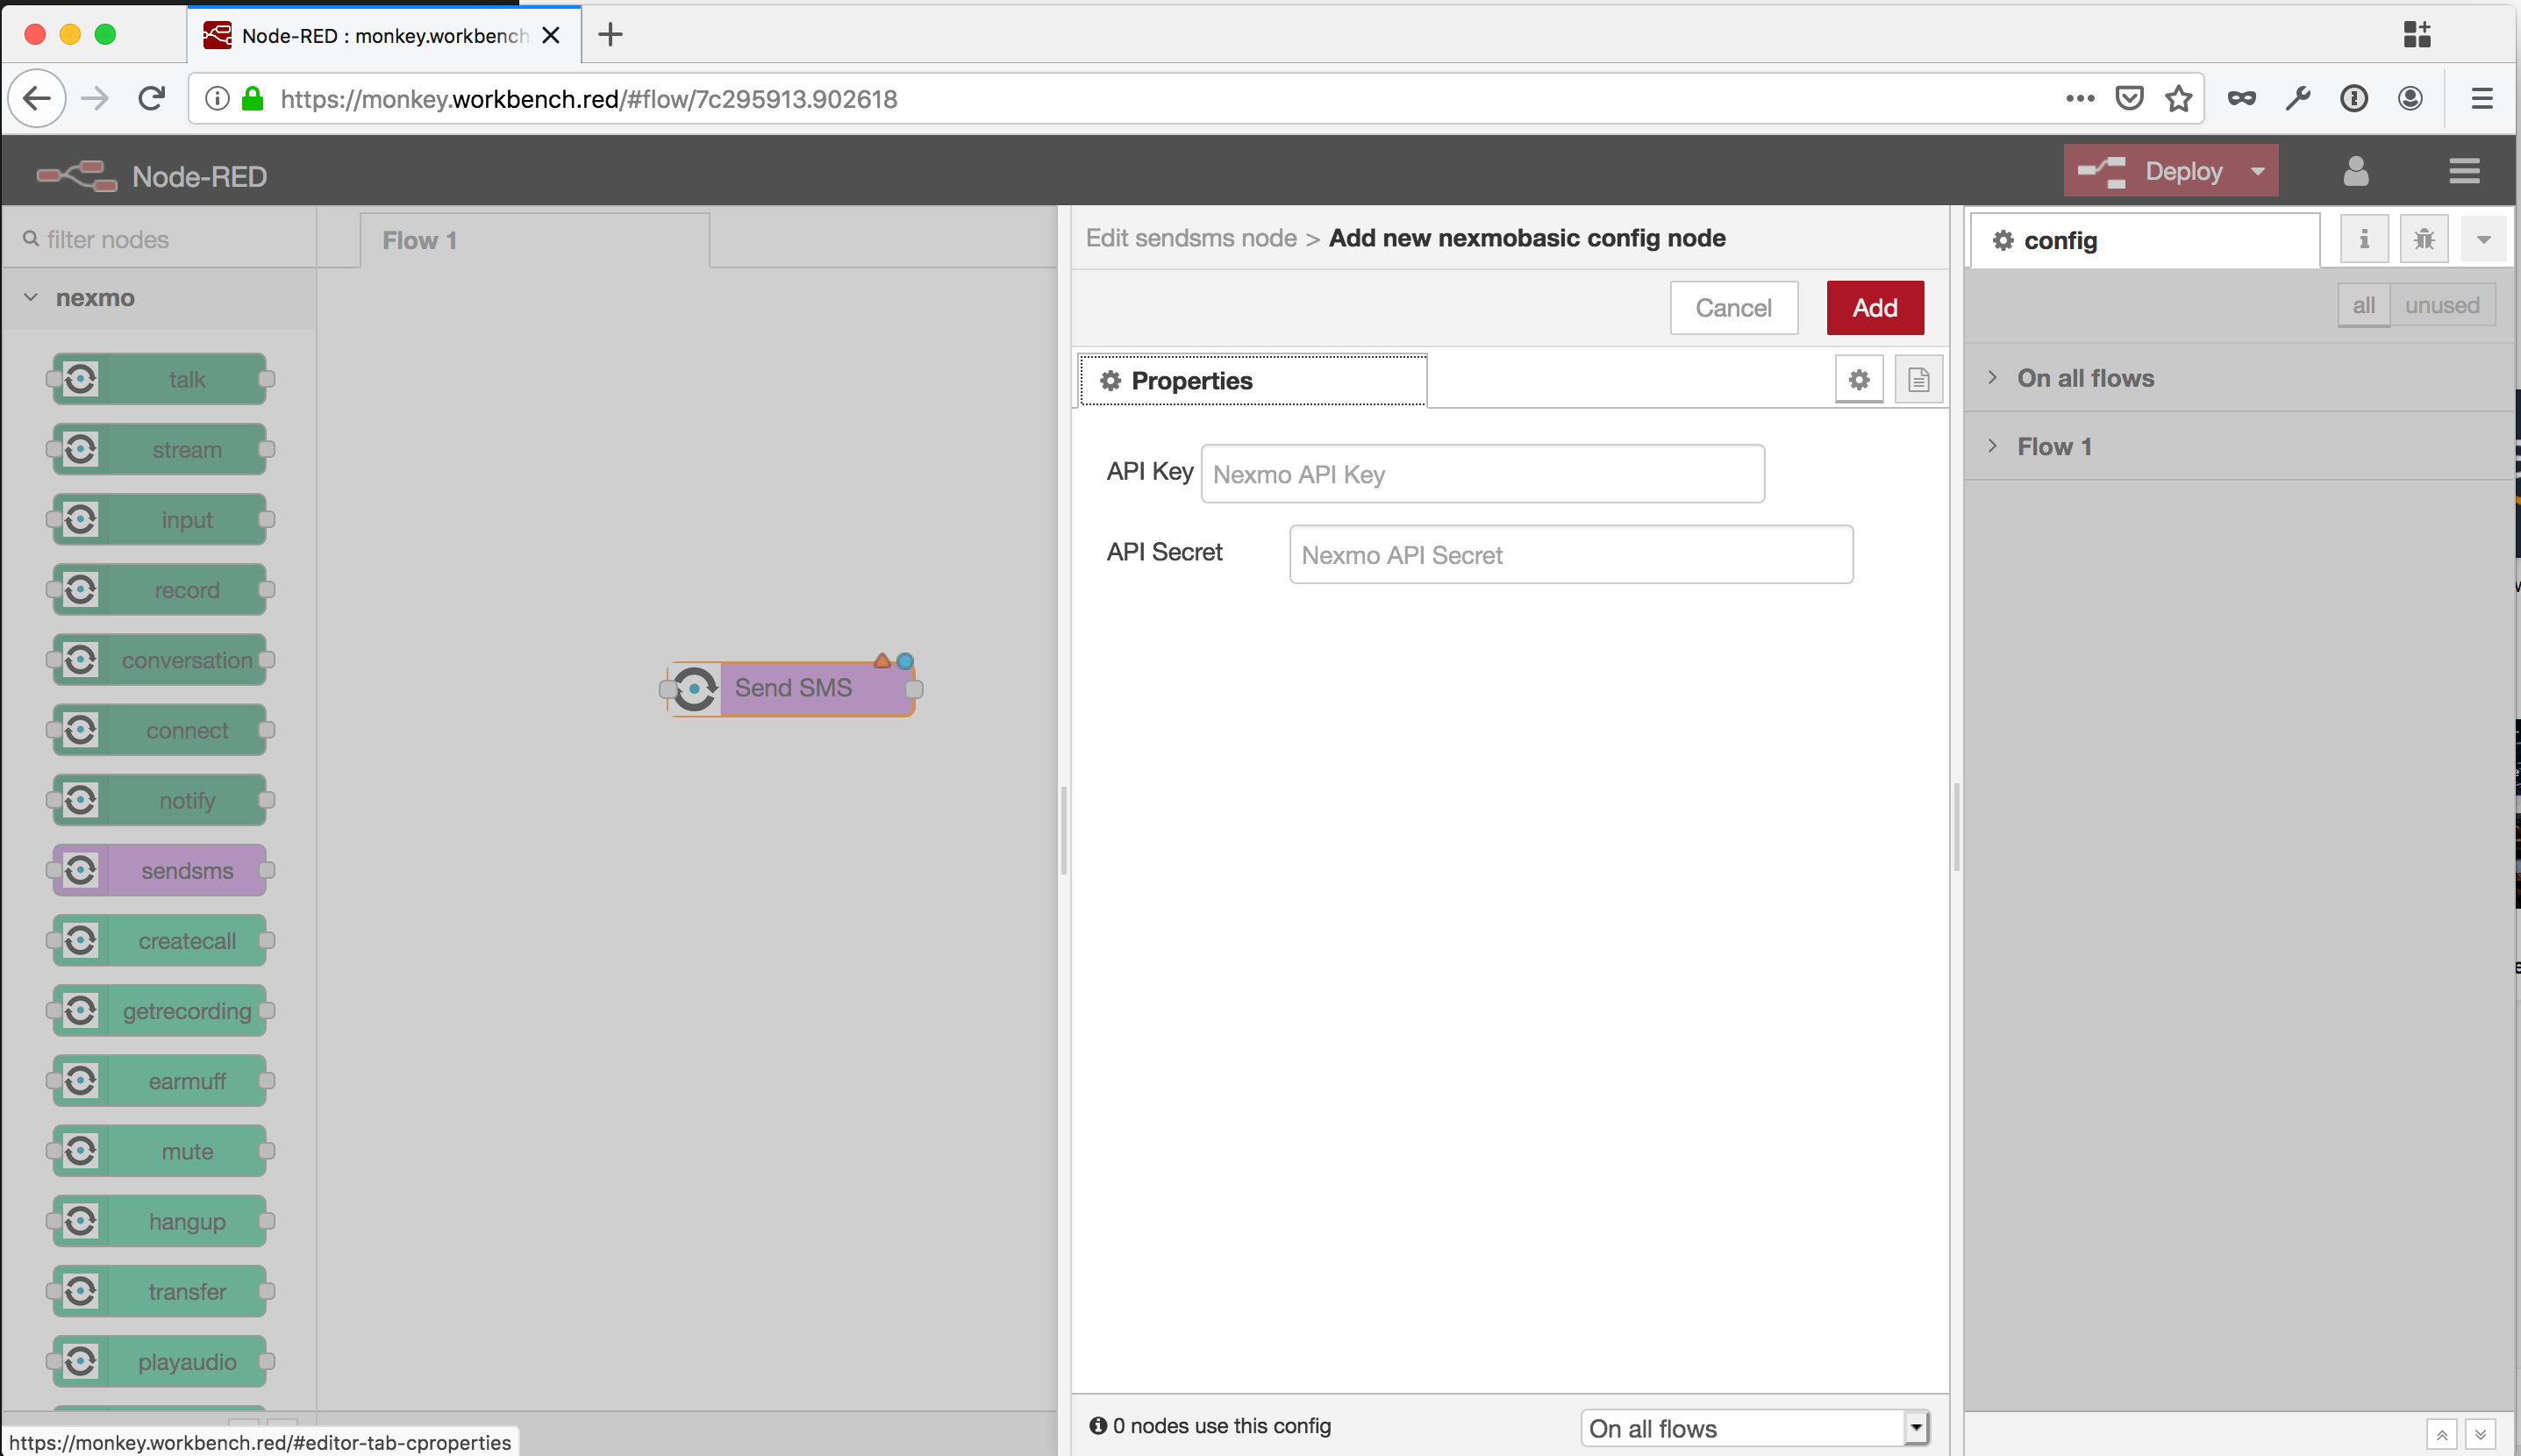 Node-RED : monkey.workbench
https://monkey.workbench.red/#flow/7c295913.902618
Node-RED
Deploy
filter nodes
Flow 1
Edit sendsms node > Add new nexmobasic config node
config
nexmo
Cancel
Add
all
unused
Properties
On all flows
Flow 1
API Key
Nexmo API Key
API Secret
Nexmo API Secret
talk
stream
input
record
conversation
connect
notify
sendsms
createcall
getrecording
earmuff
mute
hangup
transfer
playaudio
Send SMS
0 nodes use this config
On all flows
https://monkey.workbench.red/#editor-tab-cproperties